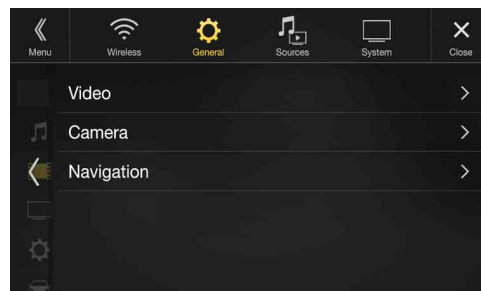 Menu
Wireless
General
Sources
System
Close
Video
Camera
Navigation